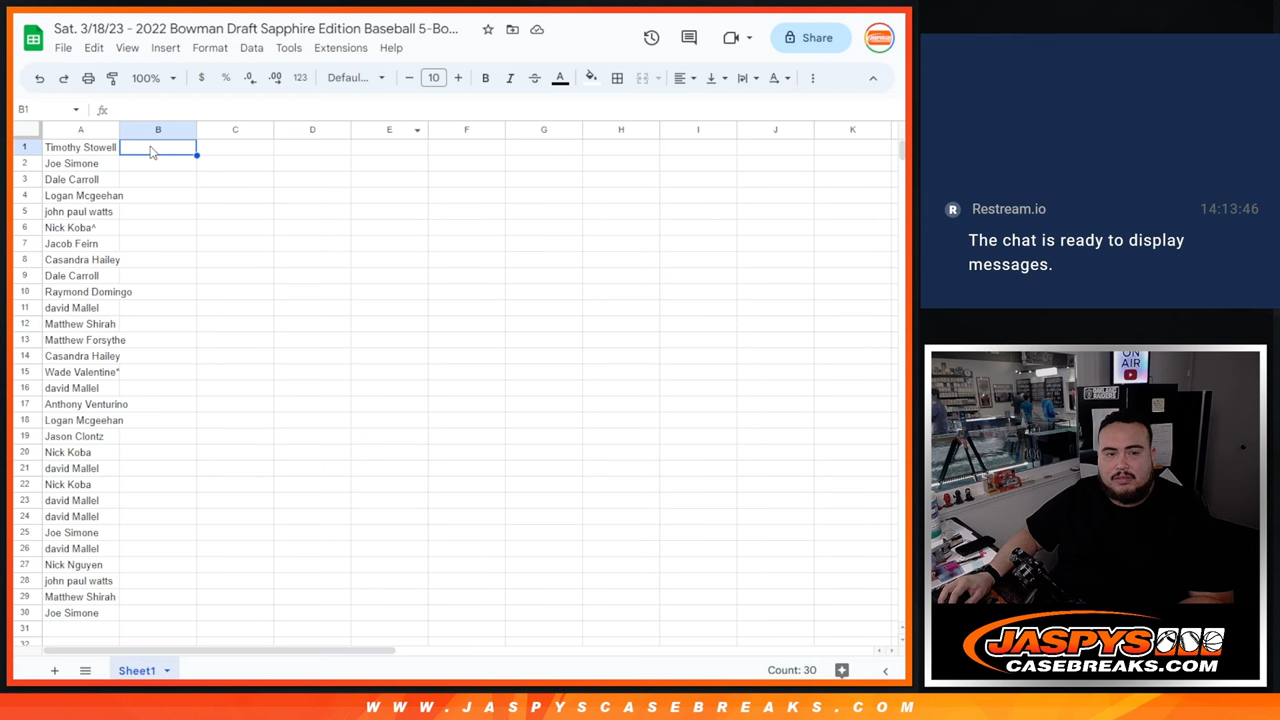 Sat. 3/18/23 - 2022 Bowman Draft Sapphire Edition Baseball 5-Bo...
File Edit View Insert Format Data Tools Extensions Help
Share
100% $ % .0 .00 123 Defaul... 10 B I A
B1 fx
A B C D E F G H I J K
1 Timothy Stowell
2 Joe Simone
3 Dale Carroll
4 Logan Mcgeehan
5 john paul watts
6 Nick Koba^
7 Jacob Feirn
8 Casandra Hailey
9 Dale Carroll
10 Raymond Domingo
11 david Mallel
12 Matthew Shirah
13 Matthew Forsythe
14 Casandra Hailey
15 Wade Valentine^
16 david Mallel
17 Anthony Venturino
18 Logan Mcgeehan
19 Jason Clontz
20 Nick Koba
21 david Mallel
22 Nick Koba
23 david Mallel
24 david Mallel
25 Joe Simone
26 david Mallel
27 Nick Nguyen
28 john paul watts
29 Matthew Shirah
30 Joe Simone
31
32
Sheet1
Count: 30
R Restream.io 14:13:46
The chat is ready to display
messages.
ON
AIR
JASPYS
CASEBREAKS.COM
WWW.JASPYSCASEBREAKS.COM